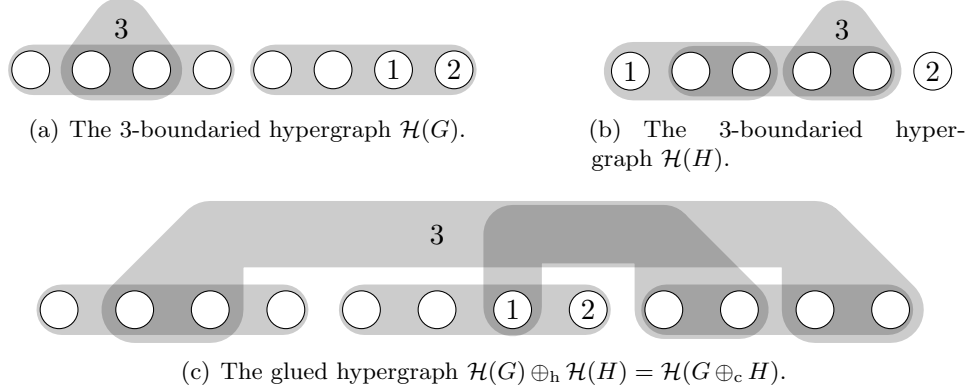 3
1 2
(a) The 3-boundaried hypergraph ℋ(G).
3
1 2
(b) The 3-boundaried hyper-
graph ℋ(H).
3
1 2
(c) The glued hypergraph ℋ(G) ⊕h ℋ(H) = ℋ(G ⊕c H).